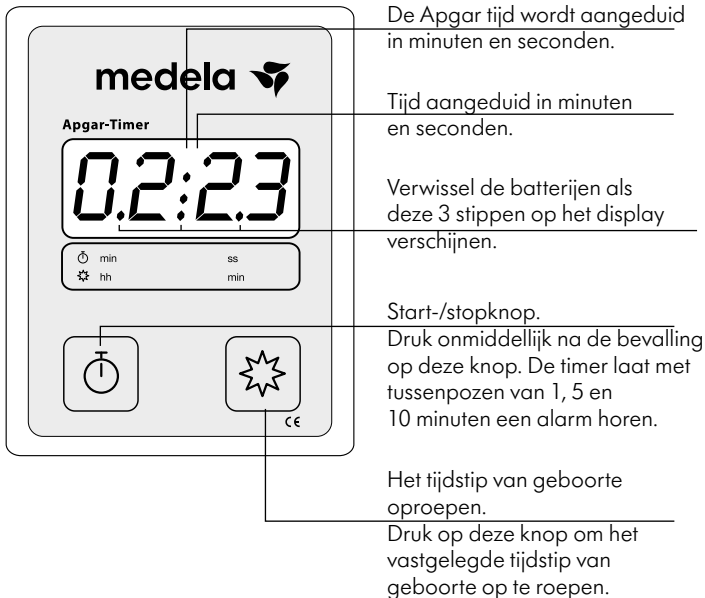 medela
Apgar-Timer
0.2:2.3
min ss
hh min
CE
De Apgar tijd wordt aangeduid
in minuten en seconden.
Tijd aangeduid in minuten
en seconden.
Verwissel de batterijen als
deze 3 stippen op het display
verschijnen.
Start-/stopknop.
Druk onmiddellijk na de bevalling
op deze knop. De timer laat met
tussenpozen van 1, 5 en
10 minuten een alarm horen.
Het tijdstip van geboorte
oproepen.
Druk op deze knop om het
vastgelegde tijdstip van
geboorte op te roepen.